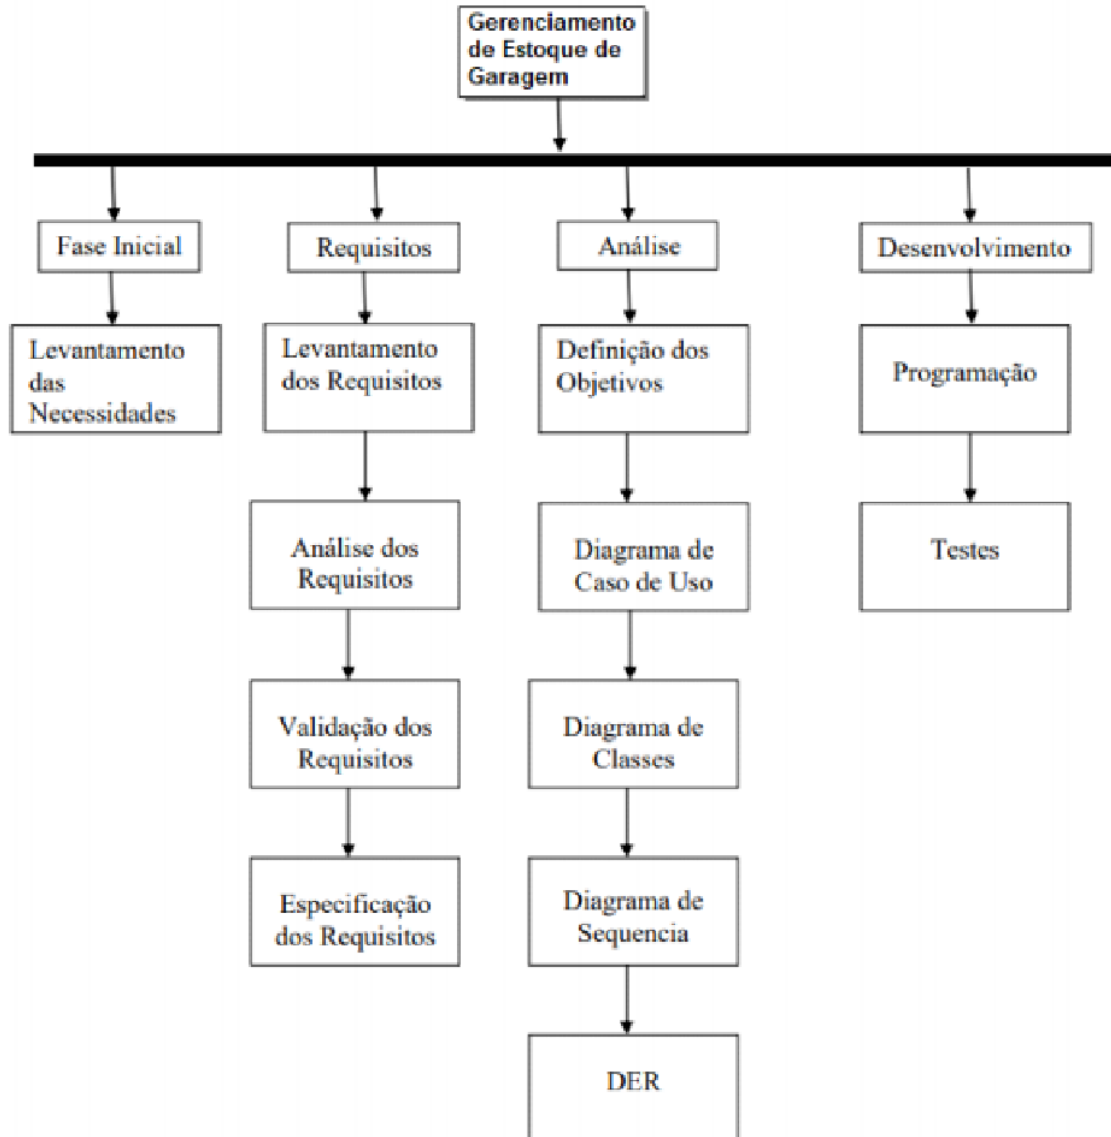 Gerenciamento
de Estoque de
Garagem
Fase Inicial
Requisitos
Análise
Desenvolvimento
Levantamento
das
Necessidades
Levantamento
dos Requisitos
Definição dos
Objetivos
Programação
Análise dos
Requisitos
Diagrama de
Caso de Uso
Testes
Validação dos
Requisitos
Diagrama de
Classes
Especificação
dos Requisitos
Diagrama de
Sequencia
DER